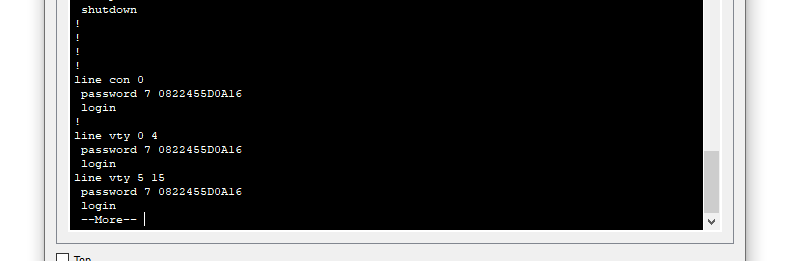 shutdown
!
!
!
!
line con 0
password 7 0822455D0A16
login
!
line vty 0 4
password 7 0822455D0A16
login
line vty 5 15
password 7 0822455D0A16
login
--More--
Top